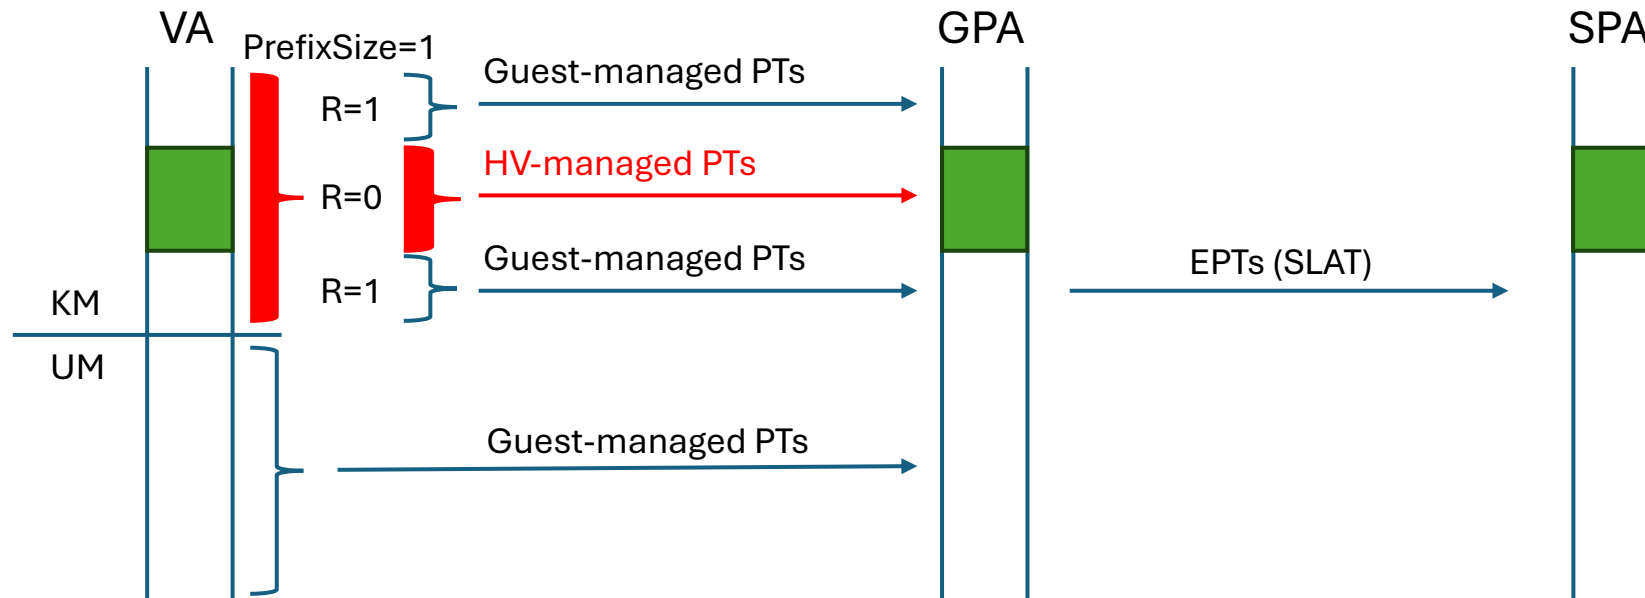 VA
GPA
SPA
PrefixSize=1
Guest-managed PTs
R=1
HV-managed PTs
R=0
Guest-managed PTs
EPTs (SLAT)
R=1
KM
UM
Guest-managed PTs